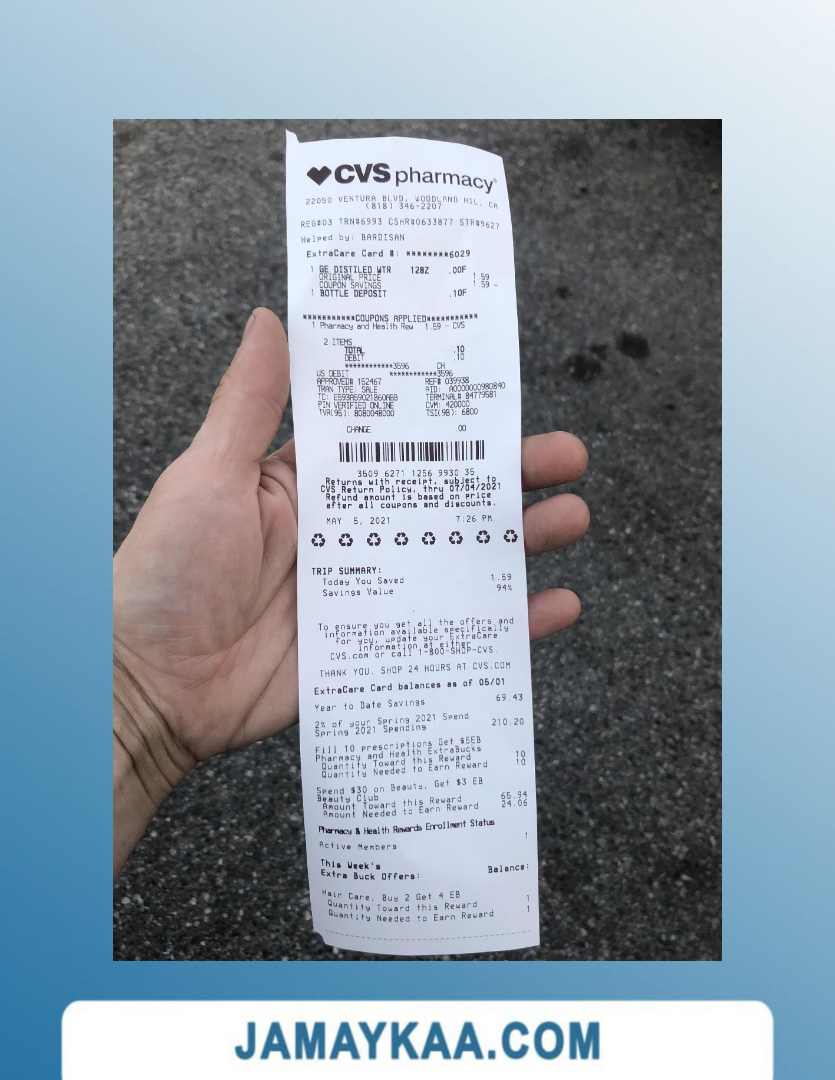 CVS pharmacy®
22050 VENTURA BLVD, WOODLAND HIL, CA
(818) 346-2207
REG#03 TRN#6993 CSHR#0633877 STR#9627
Helped by: BARDISAN
ExtraCare Card #: ********6029
1 GE DISTILED WTR 128Z .00F
ORIGINAL PRICE 1.59
COUPON SAVINGS 1.59 -
1 BOTTLE DEPOSIT .10F
***********COUPONS APPLIED***********
1 Pharmacy and Health Rew 1.59 - CVS
2 ITEMS
TOTAL .10
DEBIT .10
************3596 CH
US DEBIT ************3596
APPROVED# 152467 REF# 039938
TRAN TYPE: SALE AID: A0000000980840
TERMINAL# 84779581
PIN VERIFIED ONLINE CVM: 420000
TVR(95): 8080048000 TSI(9B): 6800
CHANGE .00
3509 6271 1256 9930 35
Returns with receipt, subject to
CVS Return Policy, thru 07/04/2021
Refund amount is based on price
after all coupons and discounts.
MAY 5, 2021 7:26 PM
TRIP SUMMARY:
Today You Saved 1.59
Savings Value 94%
To ensure you get all the offers and
information available specifically
for you, update your ExtraCare
information at either
CVS.com or call 1-800-SHOP-CVS.
THANK YOU. SHOP 24 HOURS AT CVS.COM
ExtraCare Card balances as of 05/01
Year to Date Savings 69.43
2% of your Spring 2021 Spend
Spring 2021 Spending 210.20
Fill 10 prescriptions Get $5EB
Pharmacy and Health ExtraBucks
Quantity Toward this Reward 10
Quantity Needed to Earn Reward 10
Spend $30 on Beauty, Get $3 EB
Beauty Club
Amount Toward this Reward 65.94
Amount Needed to Earn Reward 24.06
Pharmacy & Health Rewards Enrollment Status
Active Members 1
This Week's
Extra Buck Offers: Balance:
Hair Care, Buy 2 Get 4 EB
Quantity Toward this Reward 1
Quantity Needed to Earn Reward 1
JAMAYKAA.COM